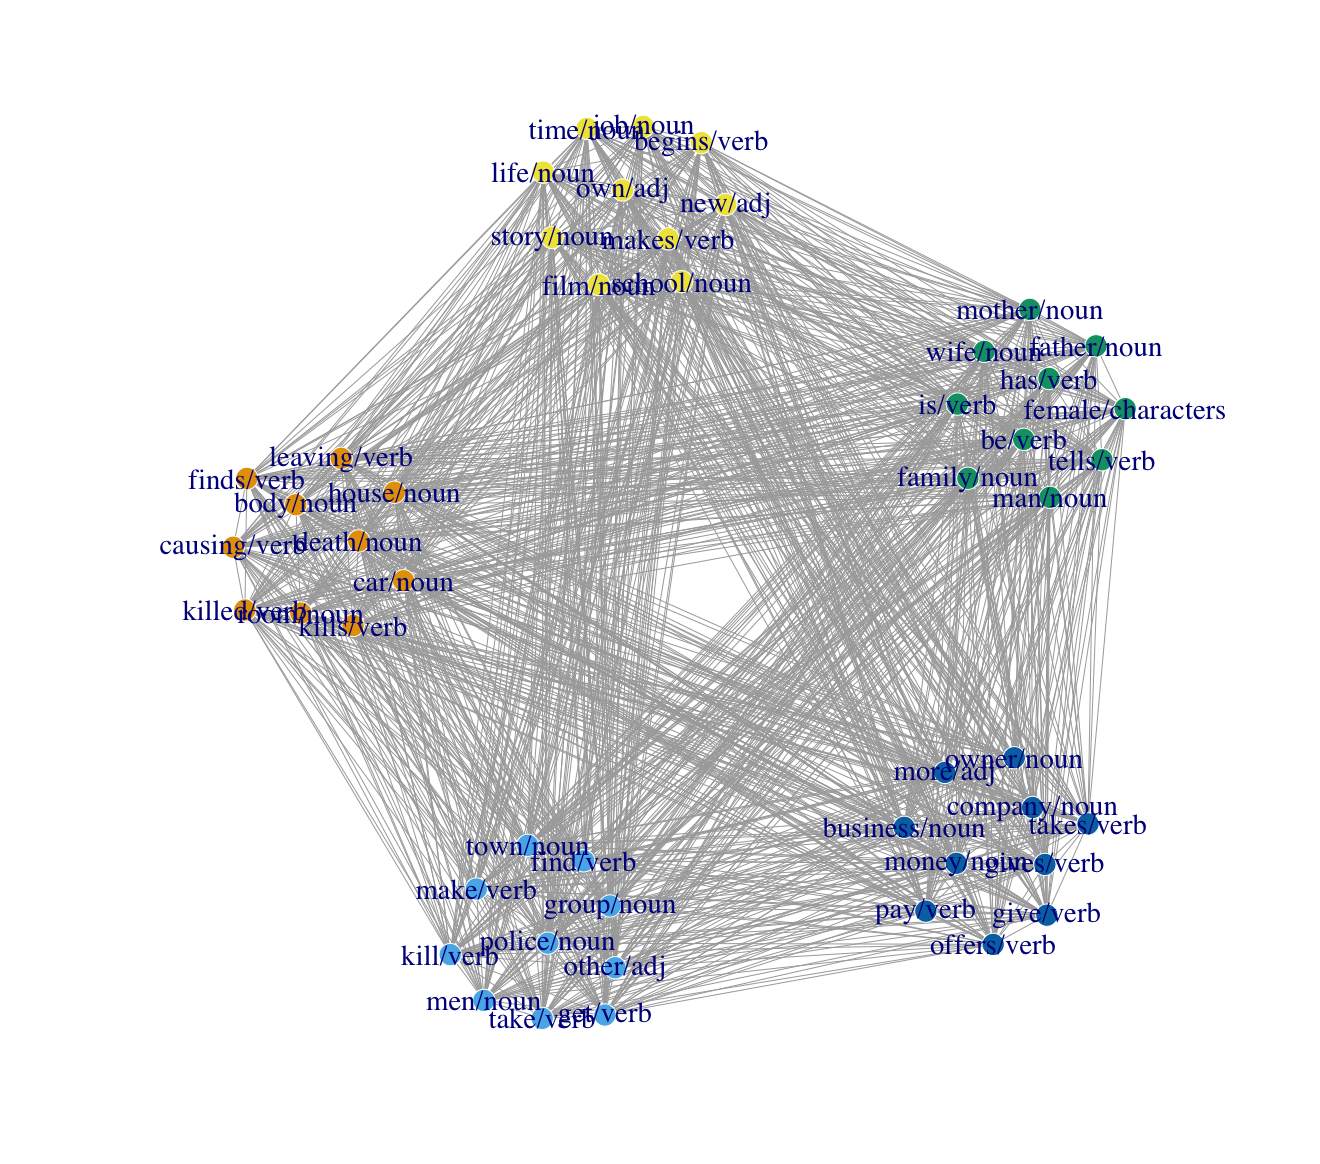 time/noun
job/noun
begins/verb
life/noun
own/adj
new/adj
story/noun
makes/verb
film/noun
school/noun
mother/noun
wife/noun
father/noun
has/verb
is/verb
female/characters
be/verb
tells/verb
family/noun
man/noun
leaving/verb
finds/verb
house/noun
body/noun
causing/verb
death/noun
car/noun
killed/verb
room/noun
kills/verb
owner/noun
more/adj
company/noun
business/noun
takes/verb
money/noun
gives/verb
pay/verb
give/verb
offers/verb
town/noun
find/verb
make/verb
group/noun
police/noun
kill/verb
other/adj
men/noun
take/verb
get/verb